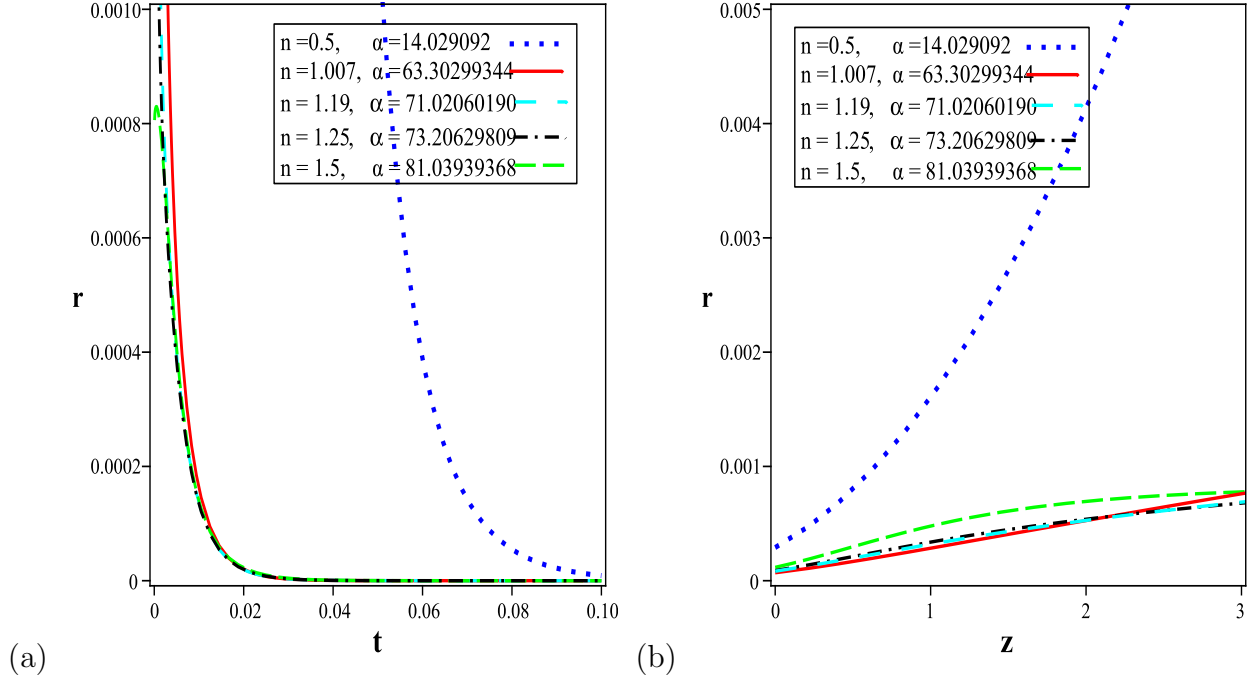 0.0010
0.0008
0.0006
0.0004
0.0002
0
r
0
0.02
0.04
0.06
0.08
0.10
t
n =0.5, α =14.029092
n =1.007, α =63.30299344
n = 1.19, α = 71.02060190
n = 1.25, α = 73.20629809
n = 1.5, α = 81.03939368
(a)
0.005
0.004
0.003
0.002
0.001
0
r
0
1
2
3
z
n =0.5, α =14.029092
n =1.007, α =63.30299344
n = 1.19, α = 71.02060190
n = 1.25, α = 73.20629809
n = 1.5, α = 81.03939368
(b)